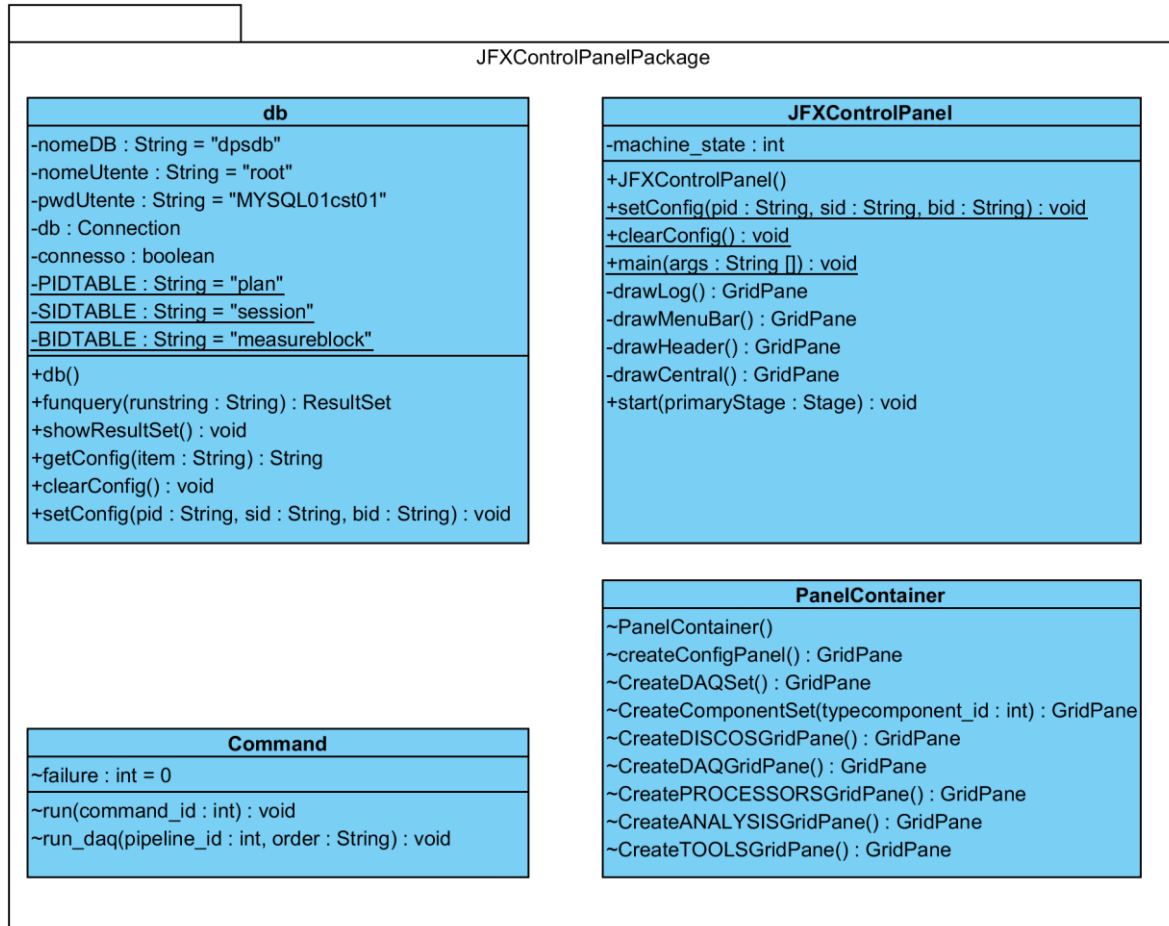 JFXControlPanelPackage
db
-nomeDB : String = "dpsdb"
-nomeUtente : String = "root"
-pwdUtente : String = "MYSQL01cst01"
-db : Connection
-connesso : boolean
-PIDTABLE : String = "plan"
-SIDTABLE : String = "session"
-BIDTABLE : String = "measureblock"
+db()
+funquery(runstring : String) : ResultSet
+showResultSet() : void
+getConfig(item : String) : String
+clearConfig() : void
+setConfig(pid : String, sid : String, bid : String) : void
JFXControlPanel
-machine_state : int
+JFXControlPanel()
+setConfig(pid : String, sid : String, bid : String) : void
+clearConfig() : void
+main(args : String []) : void
-drawLog() : GridPane
-drawMenuBar() : GridPane
-drawHeader() : GridPane
-drawCentral() : GridPane
+start(primaryStage : Stage) : void
Command
~failure : int = 0
~run(command_id : int) : void
~run_daq(pipeline_id : int, order : String) : void
PanelContainer
~PanelContainer()
~createConfigPanel() : GridPane
~CreateDAQSet() : GridPane
~CreateComponentSet(typecomponent_id : int) : GridPane
~CreateDISCOSGridPane() : GridPane
~CreateDAQGridPane() : GridPane
~CreatePROCESSORSGridPane() : GridPane
~CreateANALYSISGridPane() : GridPane
~CreateTOOLSGridPane() : GridPane